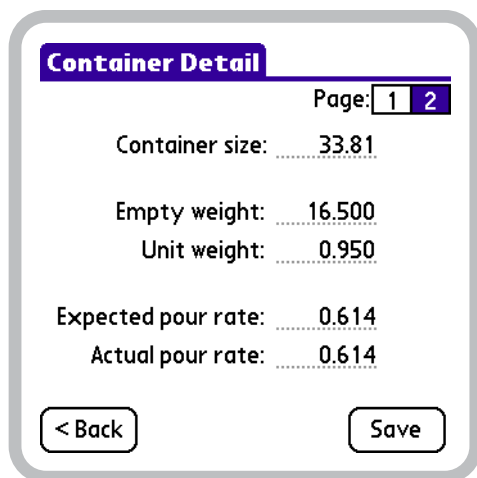 Container Detail
Page: 1 2
Container size: 33.81
Empty weight: 16.500
Unit weight: 0.950
Expected pour rate: 0.614
Actual pour rate: 0.614
< Back Save